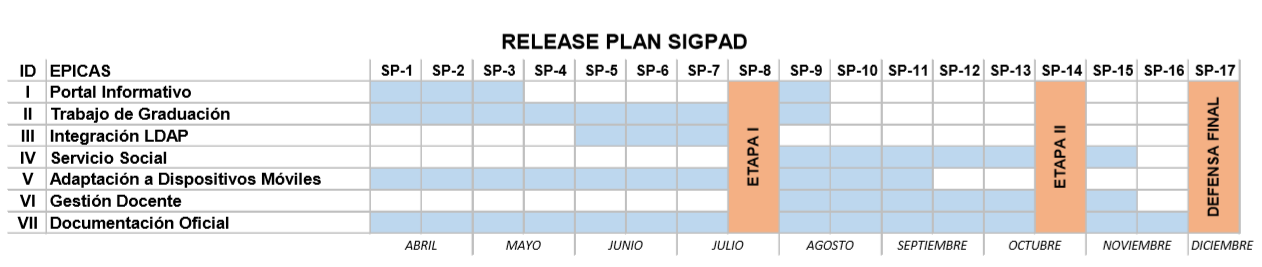 RELEASE PLAN SIGPAD
ID EPICAS SP-1 SP-2 SP-3 SP-4 SP-5 SP-6 SP-7 SP-8 SP-9 SP-10 SP-11 SP-12 SP-13 SP-14 SP-15 SP-16 SP-17
I Portal Informativo
II Trabajo de Graduación
III Integración LDAP
IV Servicio Social
V Adaptación a Dispositivos Móviles
VI Gestión Docente
VII Documentación Oficial
ETAPA I
ETAPA II
DEFENSA FINAL
ABRIL MAYO JUNIO JULIO AGOSTO SEPTIEMBRE OCTUBRE NOVIEMBRE DICIEMBRE